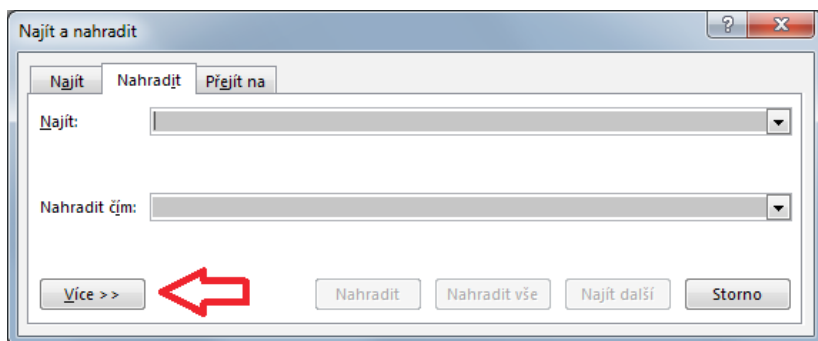 Najít a nahradit
Najít Nahradit Přejít na
Najít:
Nahradit čím:
Více >> Nahradit Nahradit vše Najít další Storno